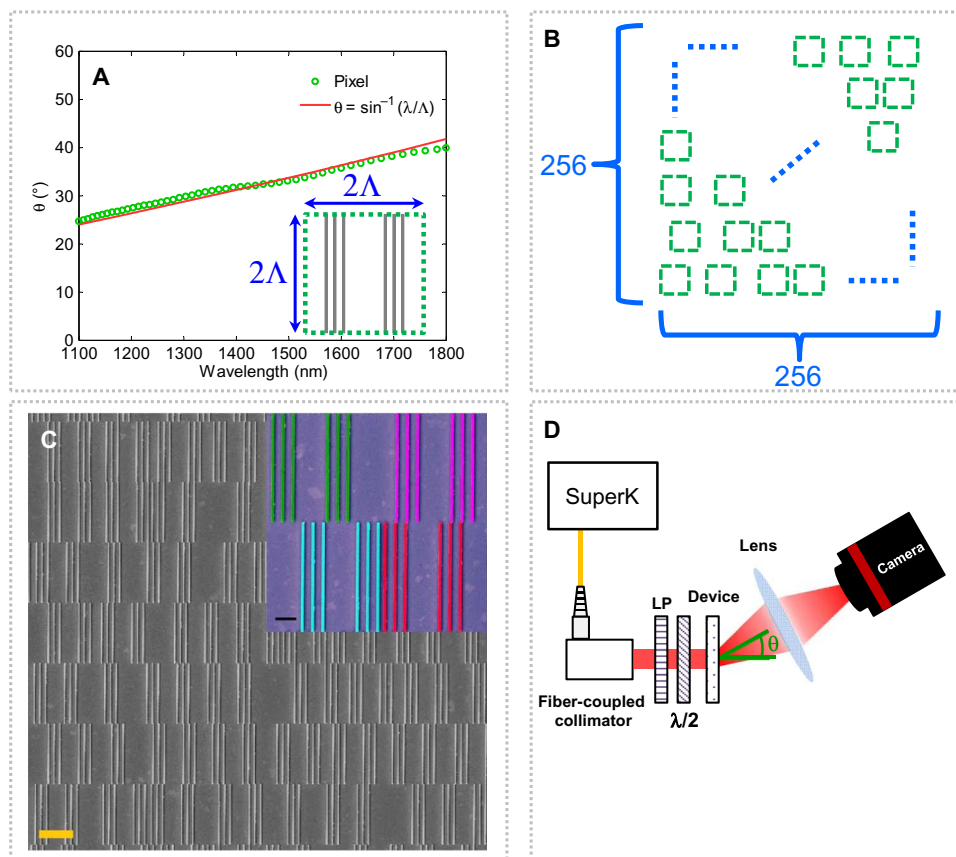 A
60
50
40
30
20
10
0
θ (°)
Pixel
θ = sin⁻¹ (λ/Λ)
2Λ
2Λ
1100 1200 1300 1400 1500 1600 1700 1800
Wavelength (nm)
B
256
256
C
D
SuperK
Lens
Camera
LP
Device
θ
Fiber-coupled
collimator
λ/2